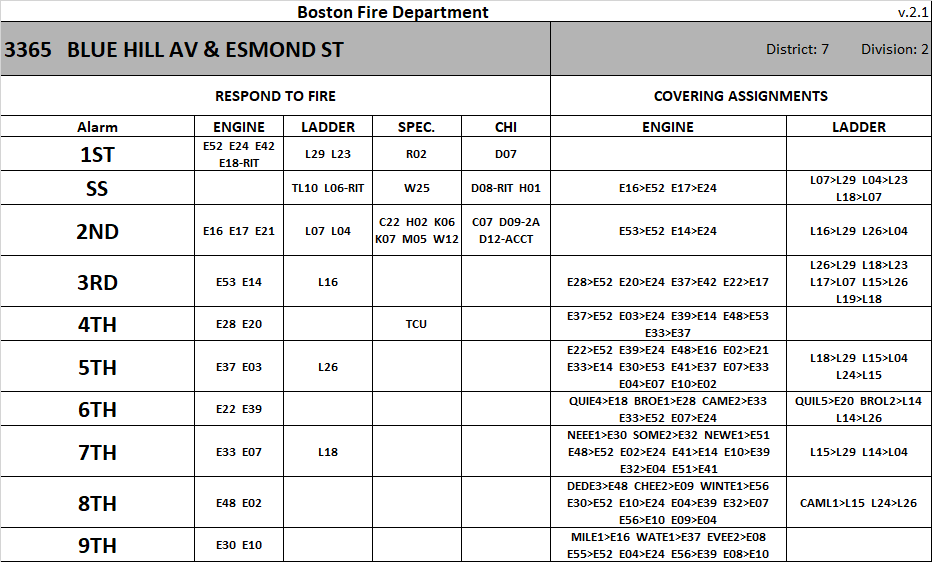 Boston Fire Department v.2.1
3365 BLUE HILL AV & ESMOND ST District: 7 Division: 2
RESPOND TO FIRE COVERING ASSIGNMENTS
Alarm ENGINE LADDER SPEC. CHI ENGINE LADDER
1ST
E52 E24 E42
E18-RIT
L29 L23
R02
D07
SS
TL10 L06-RIT
W25
D08-RIT H01
E16>E52 E17>E24
L07>L29 L04>L23
L18>L07
2ND
E16 E17 E21
L07 L04
C22 H02 K06
K07 M05 W12
C07 D09-2A
D12-ACCT
E53>E52 E14>E24
L16>L29 L26>L04
3RD
E53 E14
L16
E28>E52 E20>E24 E37>E42 E22>E17
L26>L29 L18>L23
L17>L07 L15>L26
L19>L18
4TH
E28 E20
TCU
E37>E52 E03>E24 E39>E14 E48>E53
E33>E37
5TH
E37 E03
L26
E22>E52 E39>E24 E48>E16 E02>E21
E33>E14 E30>E53 E41>E37 E07>E33
E04>E07 E10>E02
L18>L29 L15>L04
L24>L15
6TH
E22 E39
QUIE4>E18 BROE1>E28 CAME2>E33
E33>E52 E07>E24
QUIL5>E20 BROL2>L14
L14>L26
7TH
E33 E07
L18
NEEE1>E30 SOME2>E32 NEWE1>E51
E48>E52 E02>E24 E41>E14 E10>E39
E32>E04 E51>E41
L15>L29 L14>L04
8TH
E48 E02
DEDE3>E48 CHEE2>E09 WINTE1>E56
E30>E52 E10>E24 E04>E39 E32>E07
E56>E10 E09>E04
CAML1>L15 L24>L26
9TH
E30 E10
MILE1>E16 WATE1>E37 EVEE2>E08
E55>E52 E04>E24 E56>E39 E08>E10